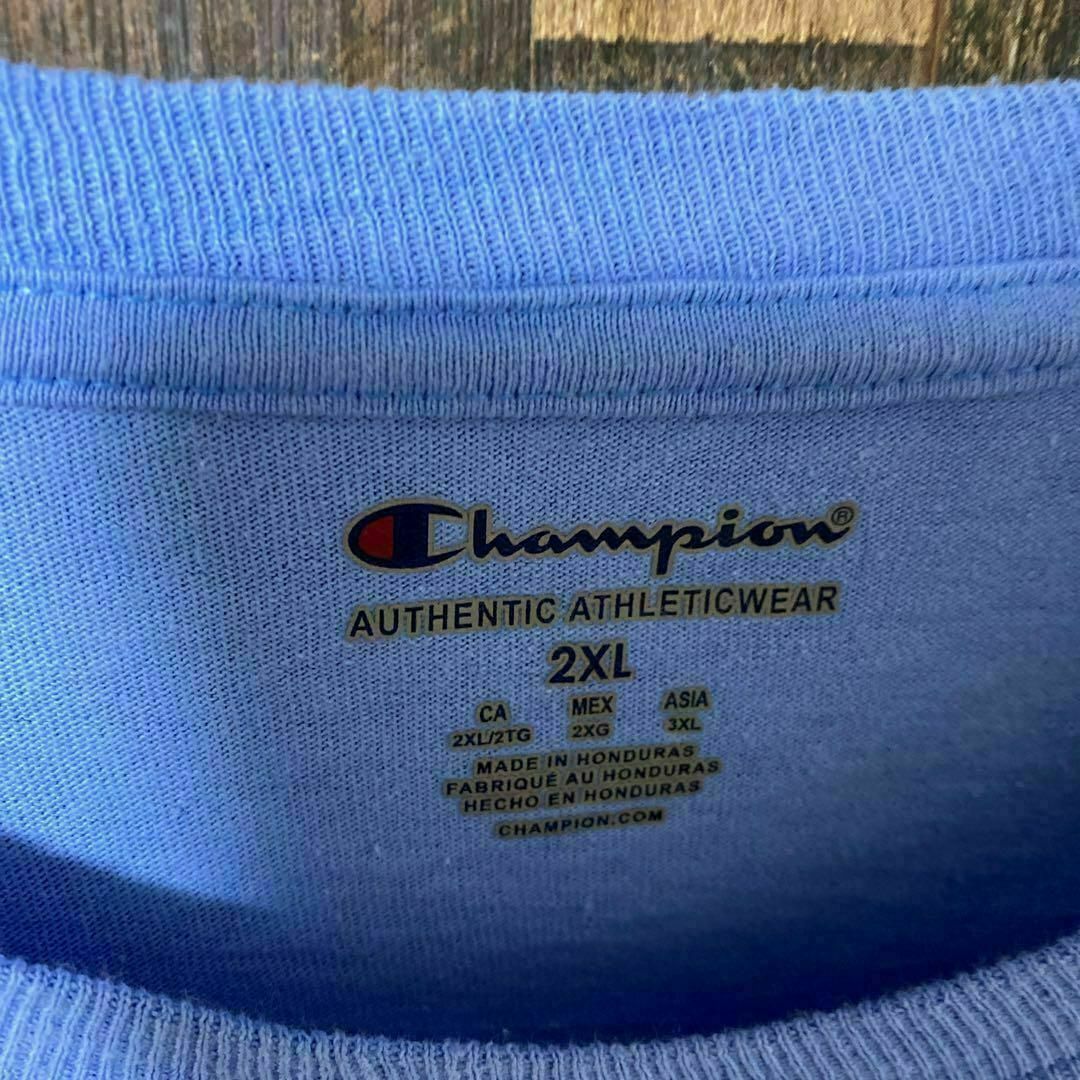 Champion®
AUTHENTIC ATHLETICWEAR
2XL
CA MEX ASIA
2XL/2TG 2XG 3XL
MADE IN HONDURAS
FABRIQUÉ AU HONDURAS
HECHO EN HONDURAS
CHAMPION.COM